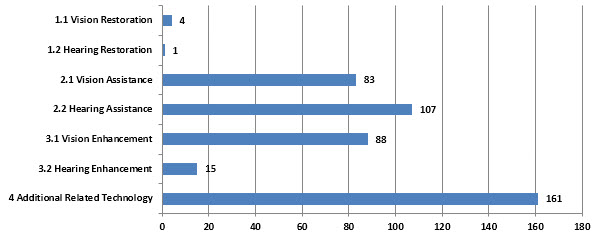 1.1 Vision Restoration 4
1.2 Hearing Restoration 1
2.1 Vision Assistance 83
2.2 Hearing Assistance 107
3.1 Vision Enhancement 88
3.2 Hearing Enhancement 15
4 Additional Related Technology 161
0 20 40 60 80 100 120 140 160 180